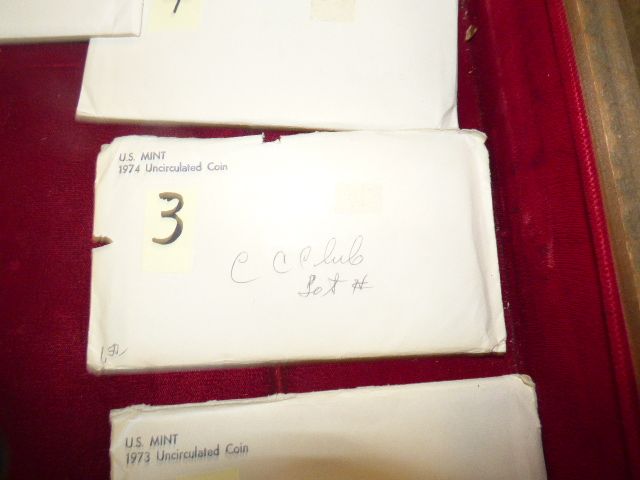 U.S. MINT
1974 Uncirculated Coin
3
C C Club
Lot #
U.S. MINT
1973 Uncirculated Coin